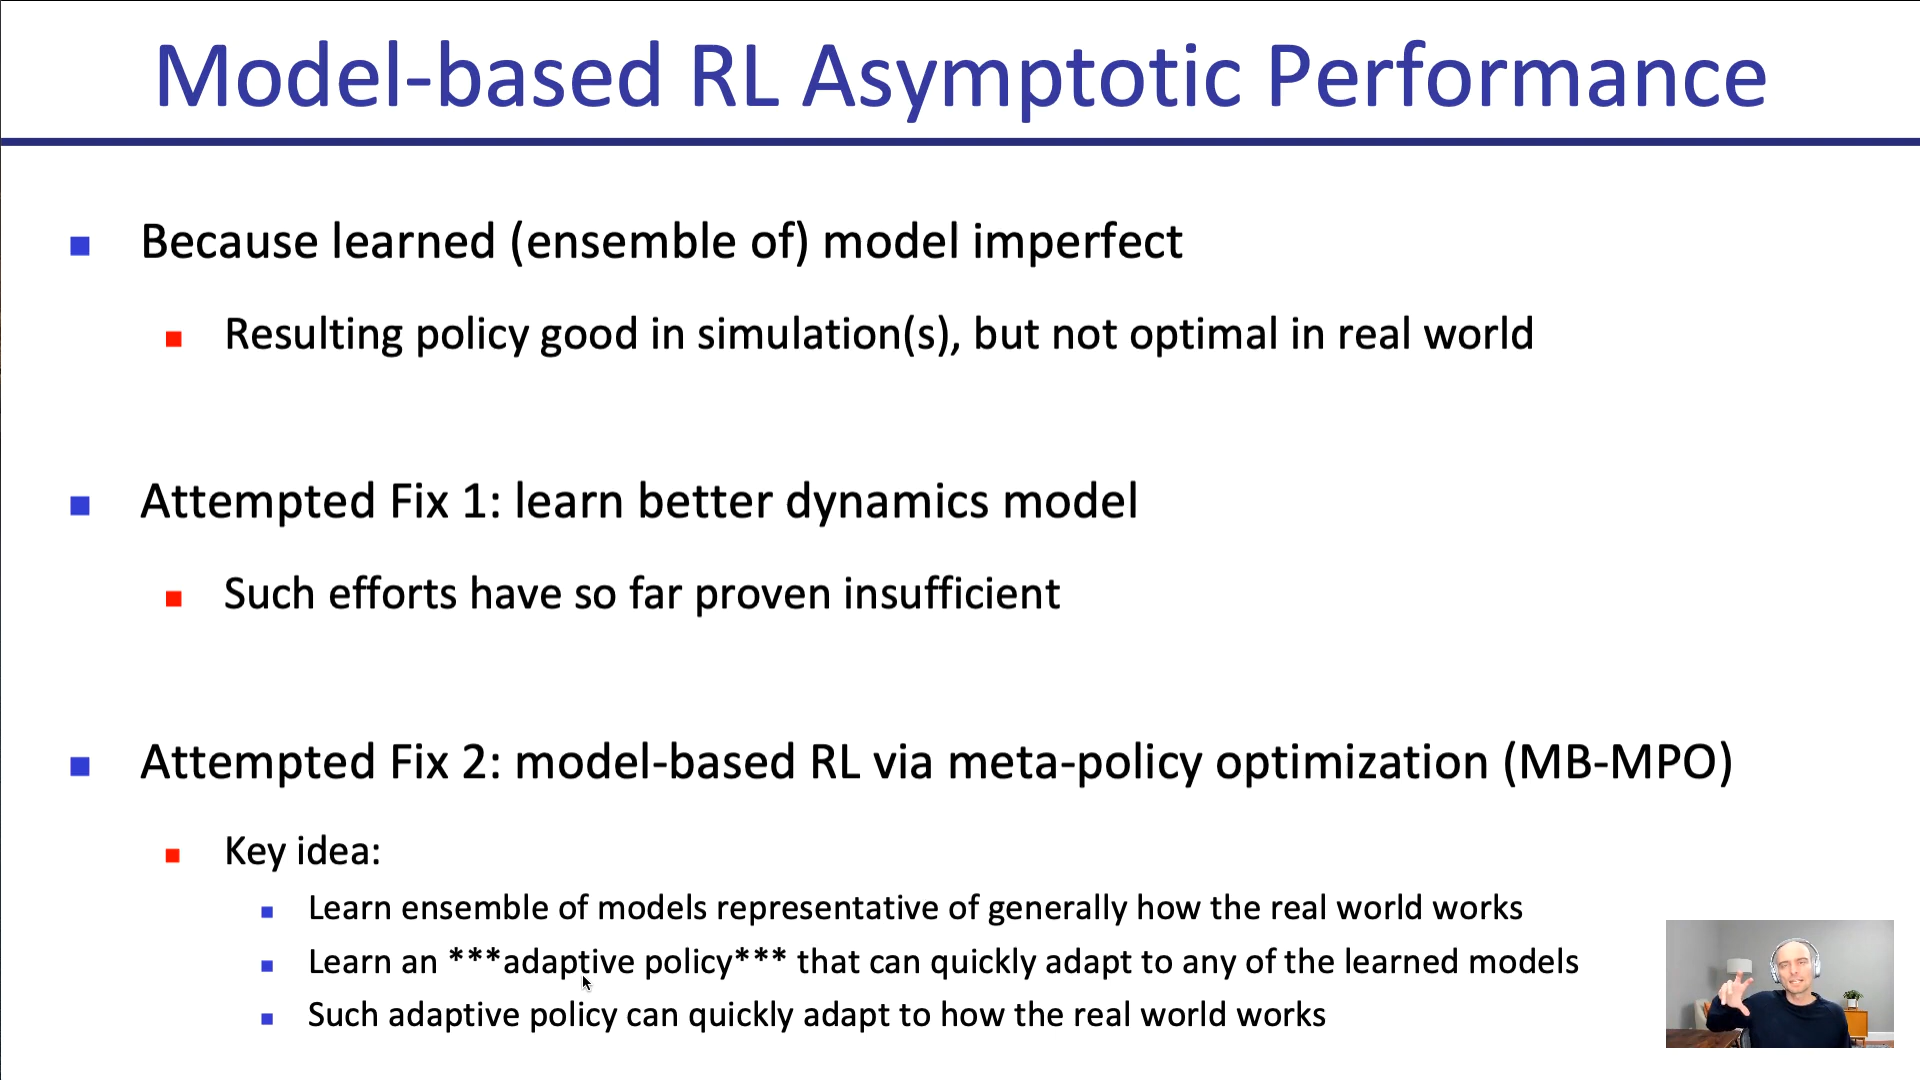 Model-based RL Asymptotic Performance
Because learned (ensemble of) model imperfect
Resulting policy good in simulation(s), but not optimal in real world
Attempted Fix 1: learn better dynamics model
Such efforts have so far proven insufficient
Attempted Fix 2: model-based RL via meta-policy optimization (MB-MPO)
Key idea:
Learn ensemble of models representative of generally how the real world works
Learn an ***adaptive policy*** that can quickly adapt to any of the learned models
Such adaptive policy can quickly adapt to how the real world works